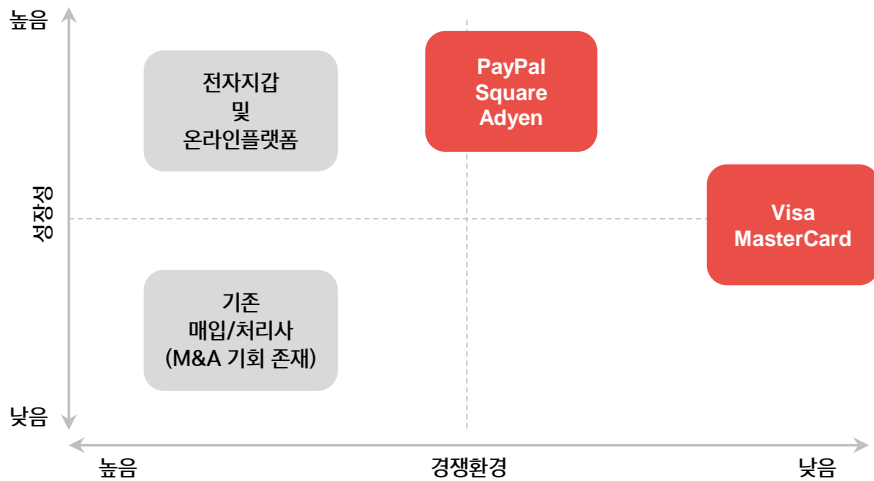 높음
전자지갑
및
온라인플랫폼
PayPal
Square
Adyen
성장성
Visa
MasterCard
기존
매입/처리사
(M&A 기회 존재)
낮음
높음
경쟁환경
낮음